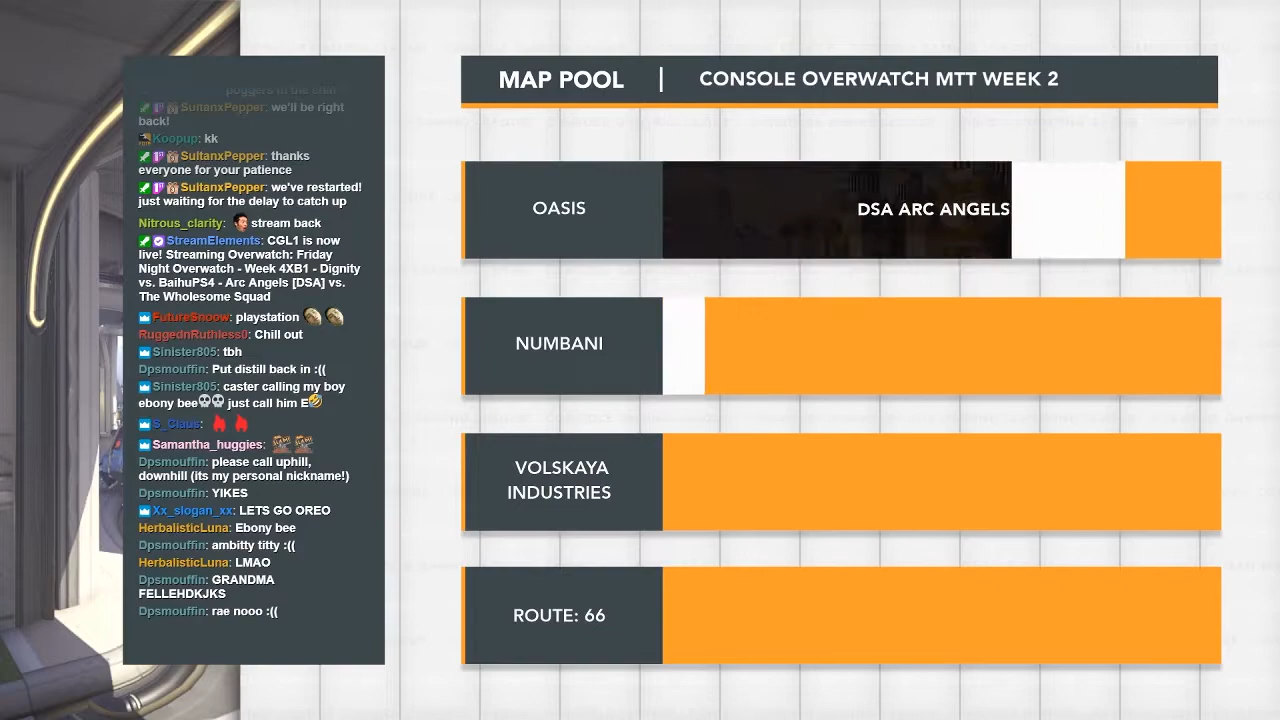 poggers in the chat
SultanxPepper: we'll be right
back!
Koopup: kk
SultanxPepper: thanks
everyone for your patience
SultanxPepper: we've restarted!
just waiting for the delay to catch up
Nitrous_clarity: stream back
StreamElements: CGL1 is now
live! Streaming Overwatch: Friday
Night Overwatch - Week 4XB1 - Dignity
vs. BaihuPS4 - Arc Angels [DSA] vs.
The Wholesome Squad
FutureSnoow: playstation
RuggednRuthless0: Chill out
Sinister805: tbh
Dpsmouffin: Put distill back in :((
Sinister805: caster calling my boy
ebony bee just call him E
S_Claus:
Samantha_huggies:
Dpsmouffin: please call uphill,
downhill (its my personal nickname!)
Dpsmouffin: YIKES
Xx_slogan_xx: LETS GO OREO
HerbalisticLuna: Ebony bee
Dpsmouffin: ambitty titty :((
HerbalisticLuna: LMAO
Dpsmouffin: GRANDMA
FELLEHDKJKS
Dpsmouffin: rae nooo :((
MAP POOL | CONSOLE OVERWATCH MTT WEEK 2
OASIS
DSA ARC ANGELS
NUMBANI
VOLSKAYA
INDUSTRIES
ROUTE: 66